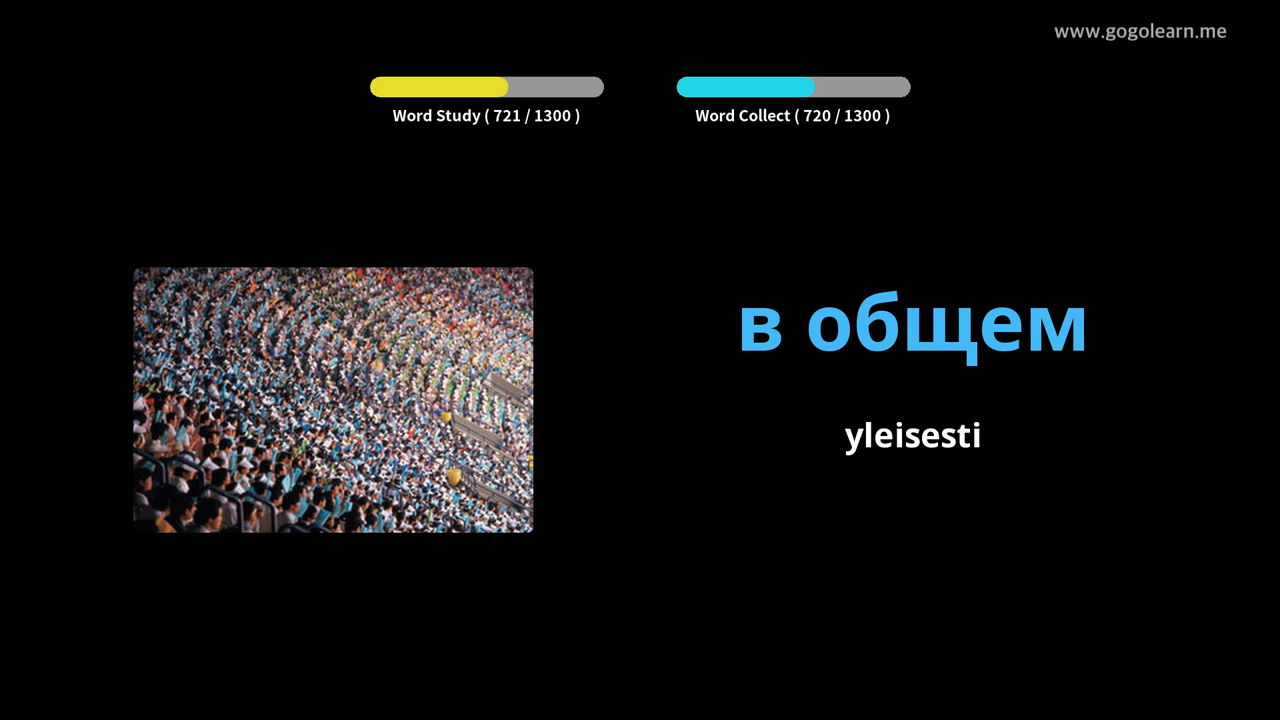 www.gogolearn.me
Word Study ( 721 / 1300 )
Word Collect ( 720 / 1300 )
в общем
yleisesti